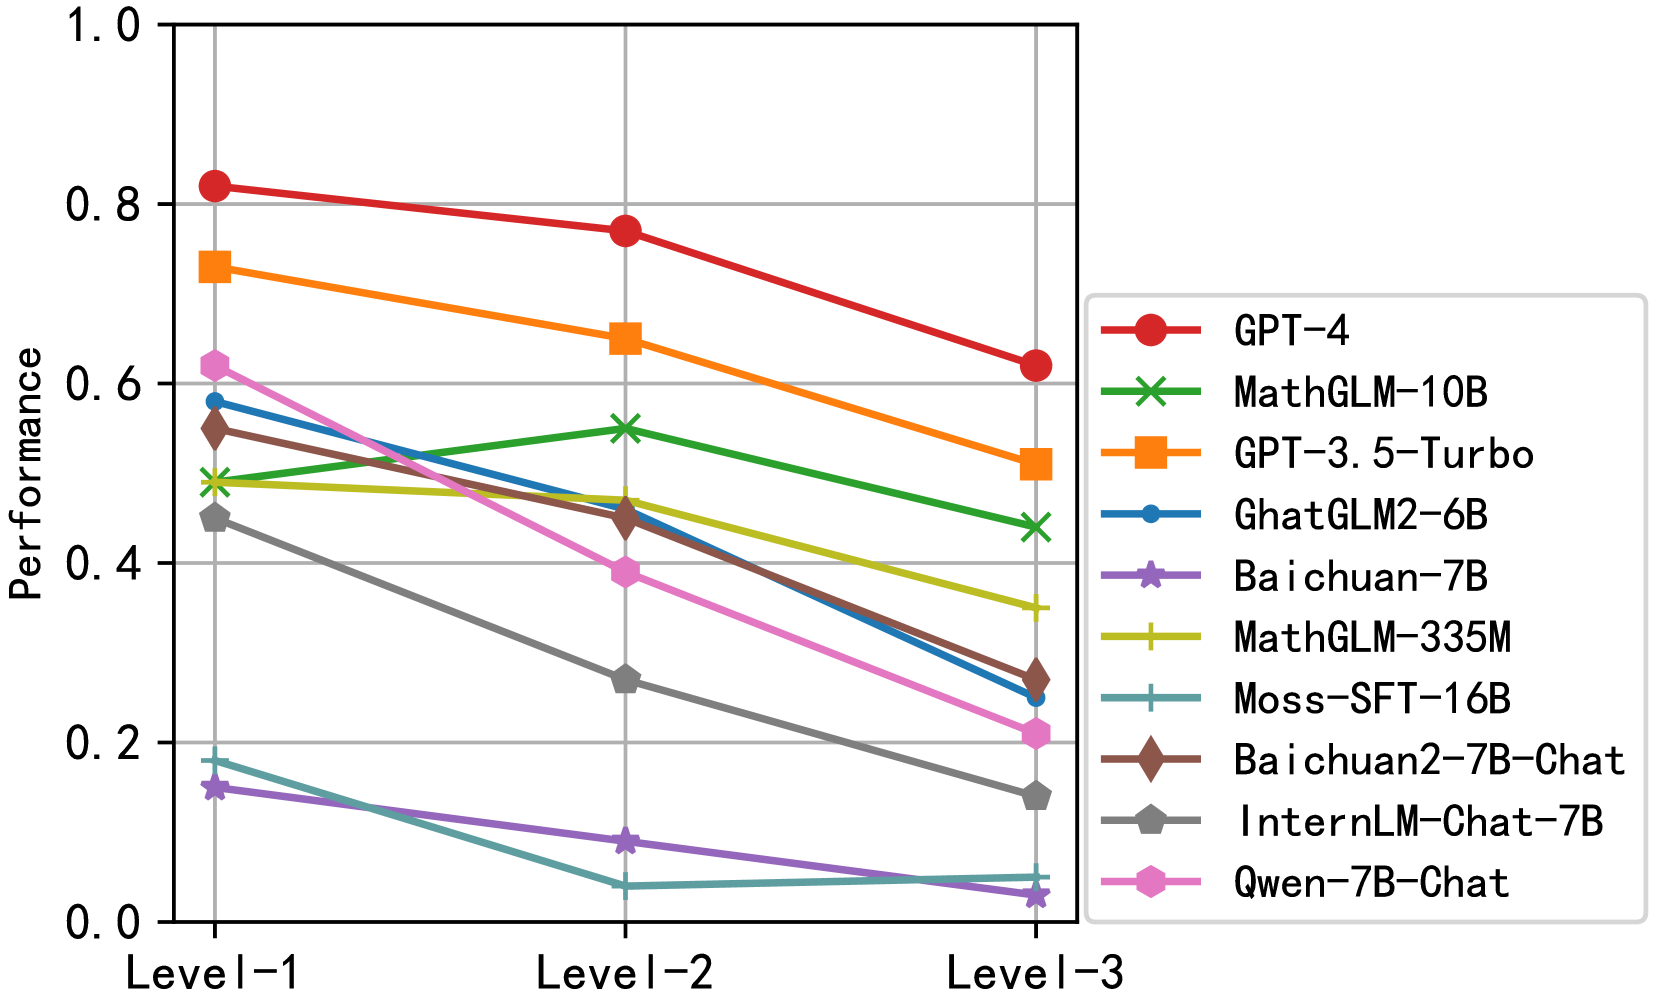 Performance
1.0
0.8
0.6
0.4
0.2
0.0
Level-1
Level-2
Level-3
GPT-4
MathGLM-10B
GPT-3.5-Turbo
GhatGLM2-6B
Baichuan-7B
MathGLM-335M
Moss-SFT-16B
Baichuan2-7B-Chat
InternLM-Chat-7B
Qwen-7B-Chat